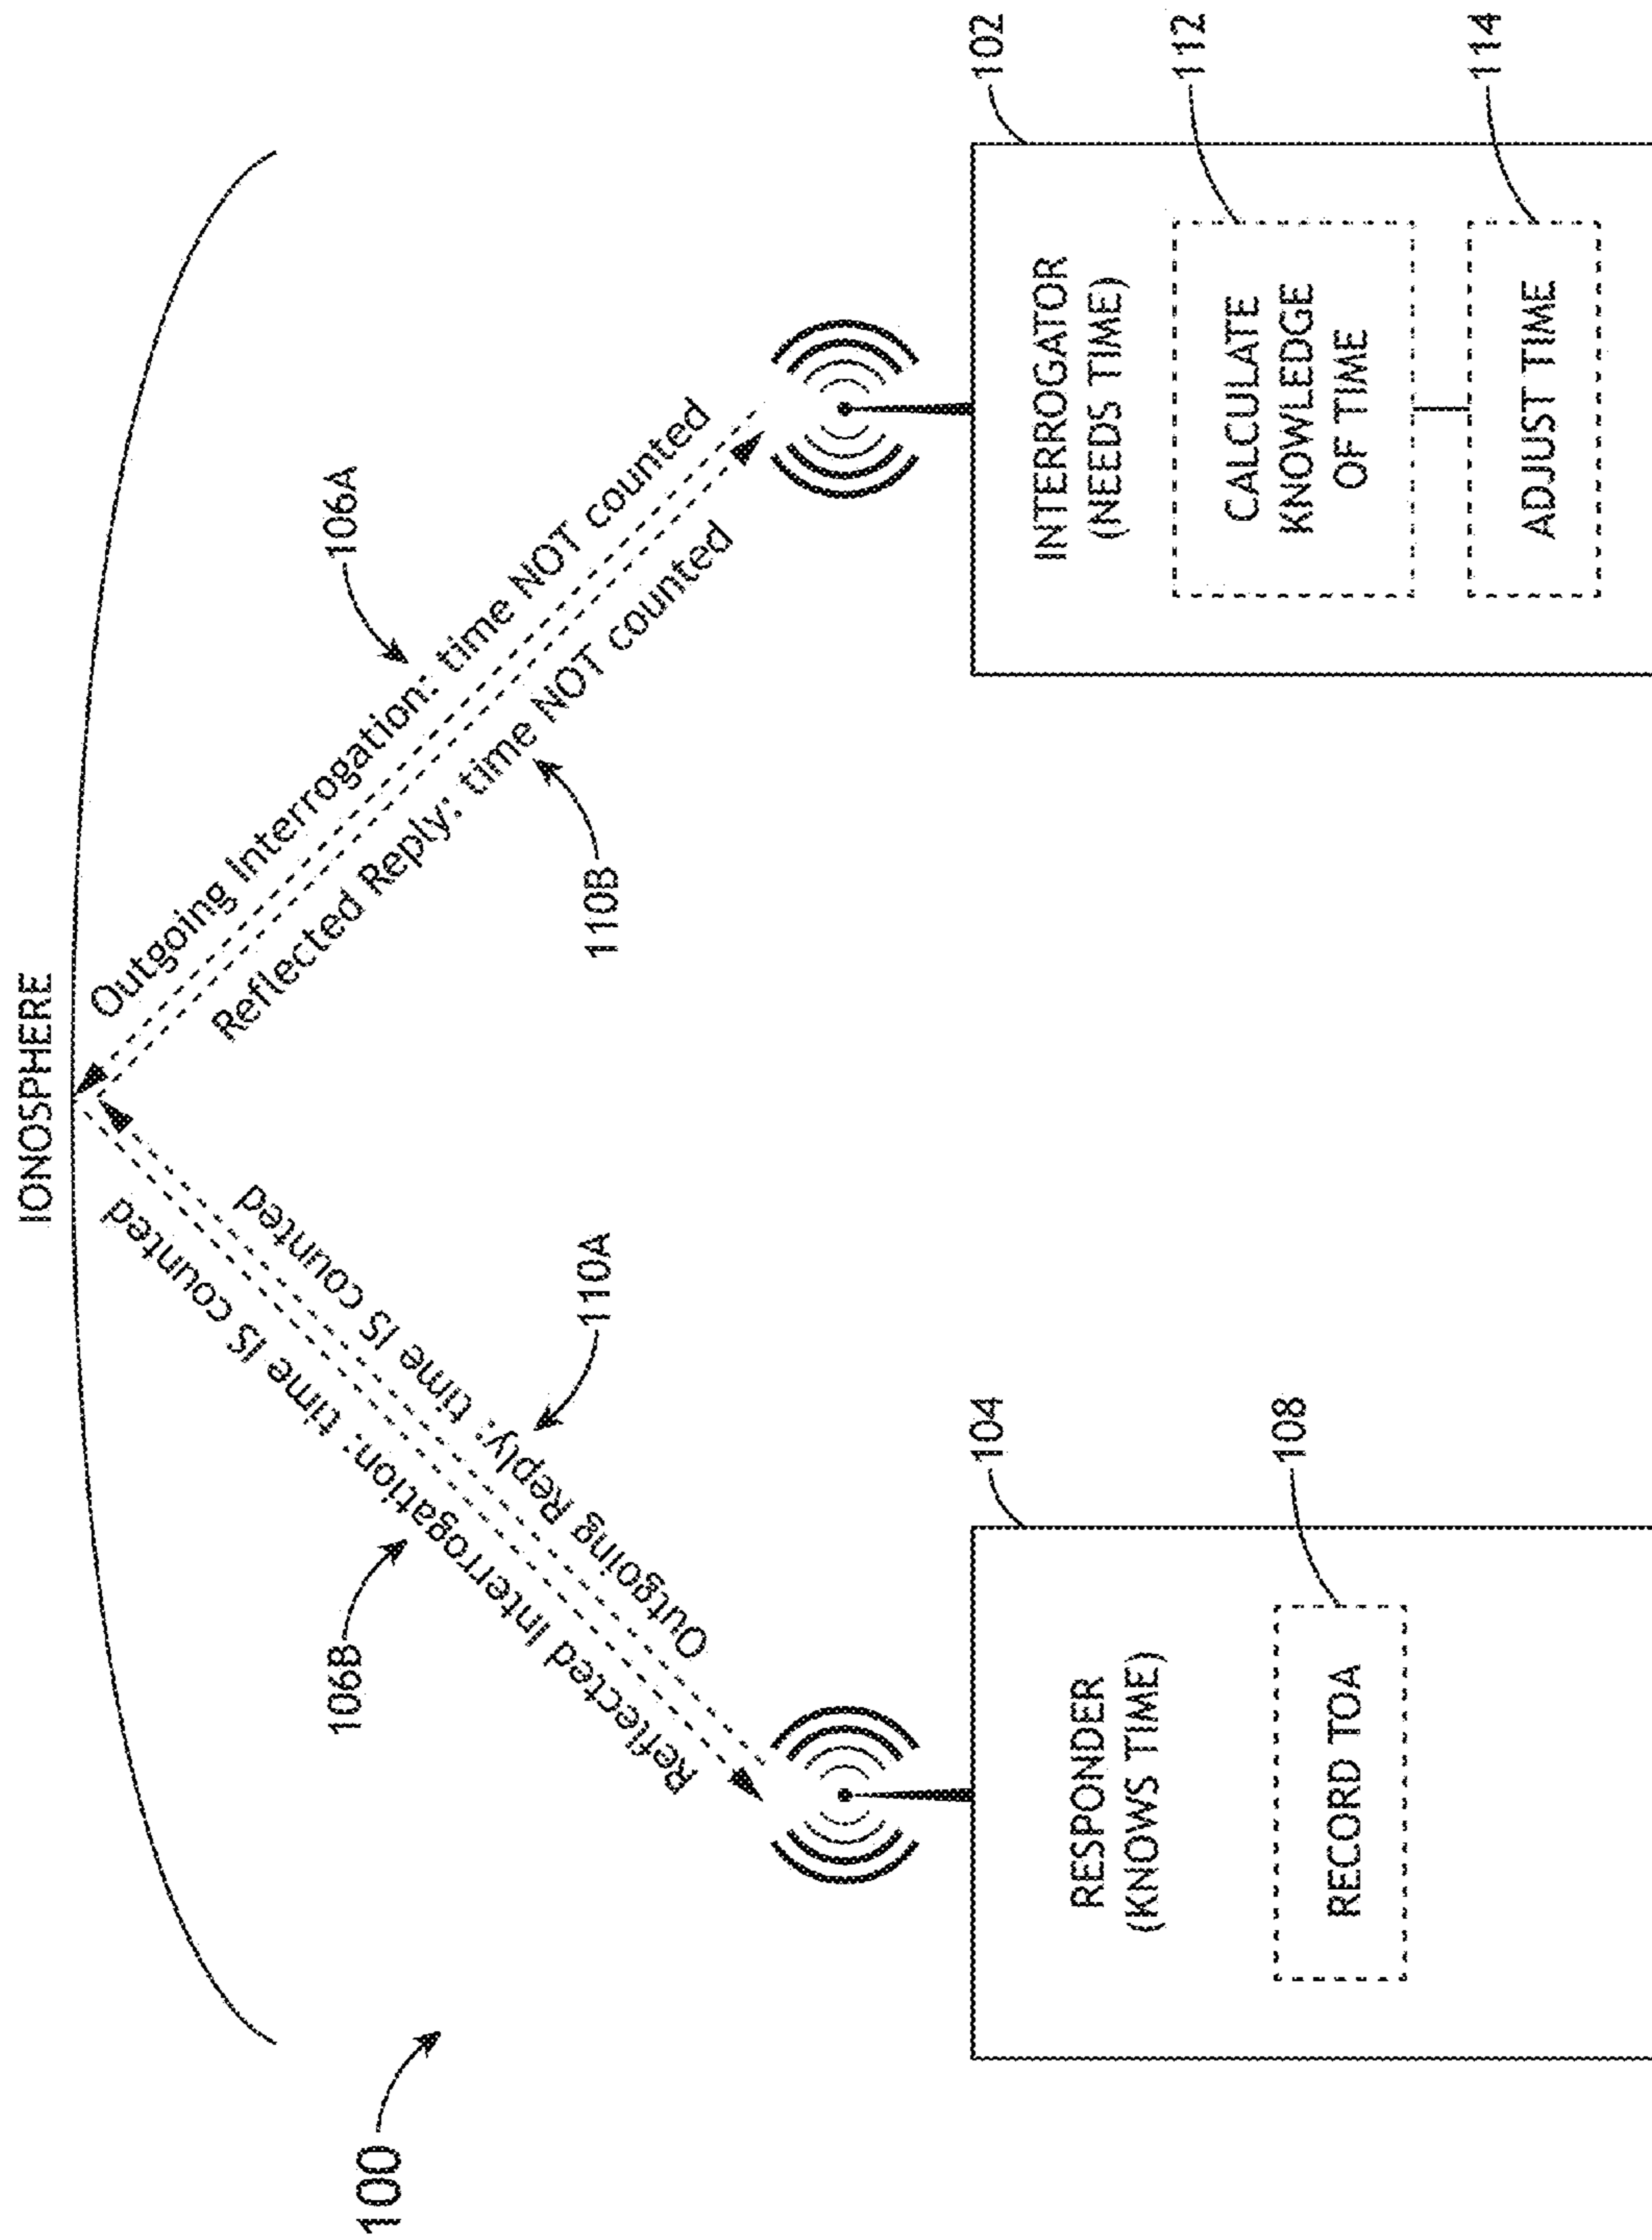 IONOSPHERE
Outgoing Interrogation: time NOT counted
106A
Reflected Reply: time NOT counted
110B
Reflected Interrogation: time IS counted
106B
Outgoing Reply: time IS counted
110A
100
RESPONDER
(KNOWS TIME)
104
RECORD TOA
108
INTERROGATOR
(NEEDS TIME)
102
CALCULATE
KNOWLEDGE
OF TIME
112
ADJUST TIME
114